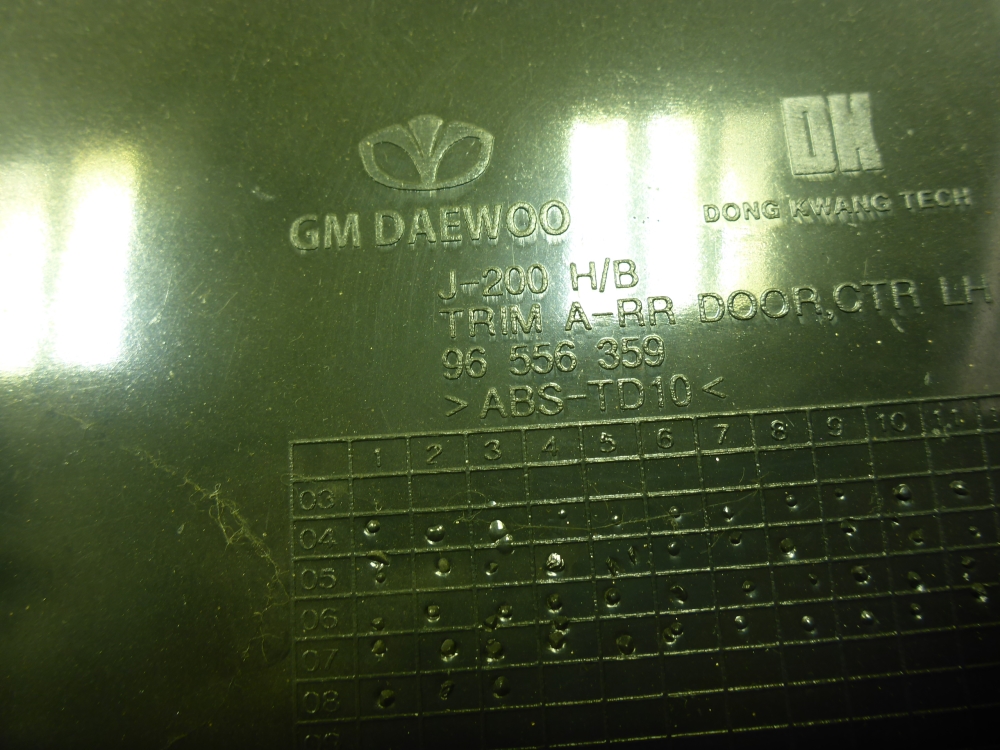 DK
GM DAEWOO
DONG KWANG TECH
J-200 H/B
TRIM A-RR DOOR,CTR LH
96 556 359
>ABS-TD10<
1 2 3 4 5 6 7 8 9 10 11
03
04
05
06
07
08